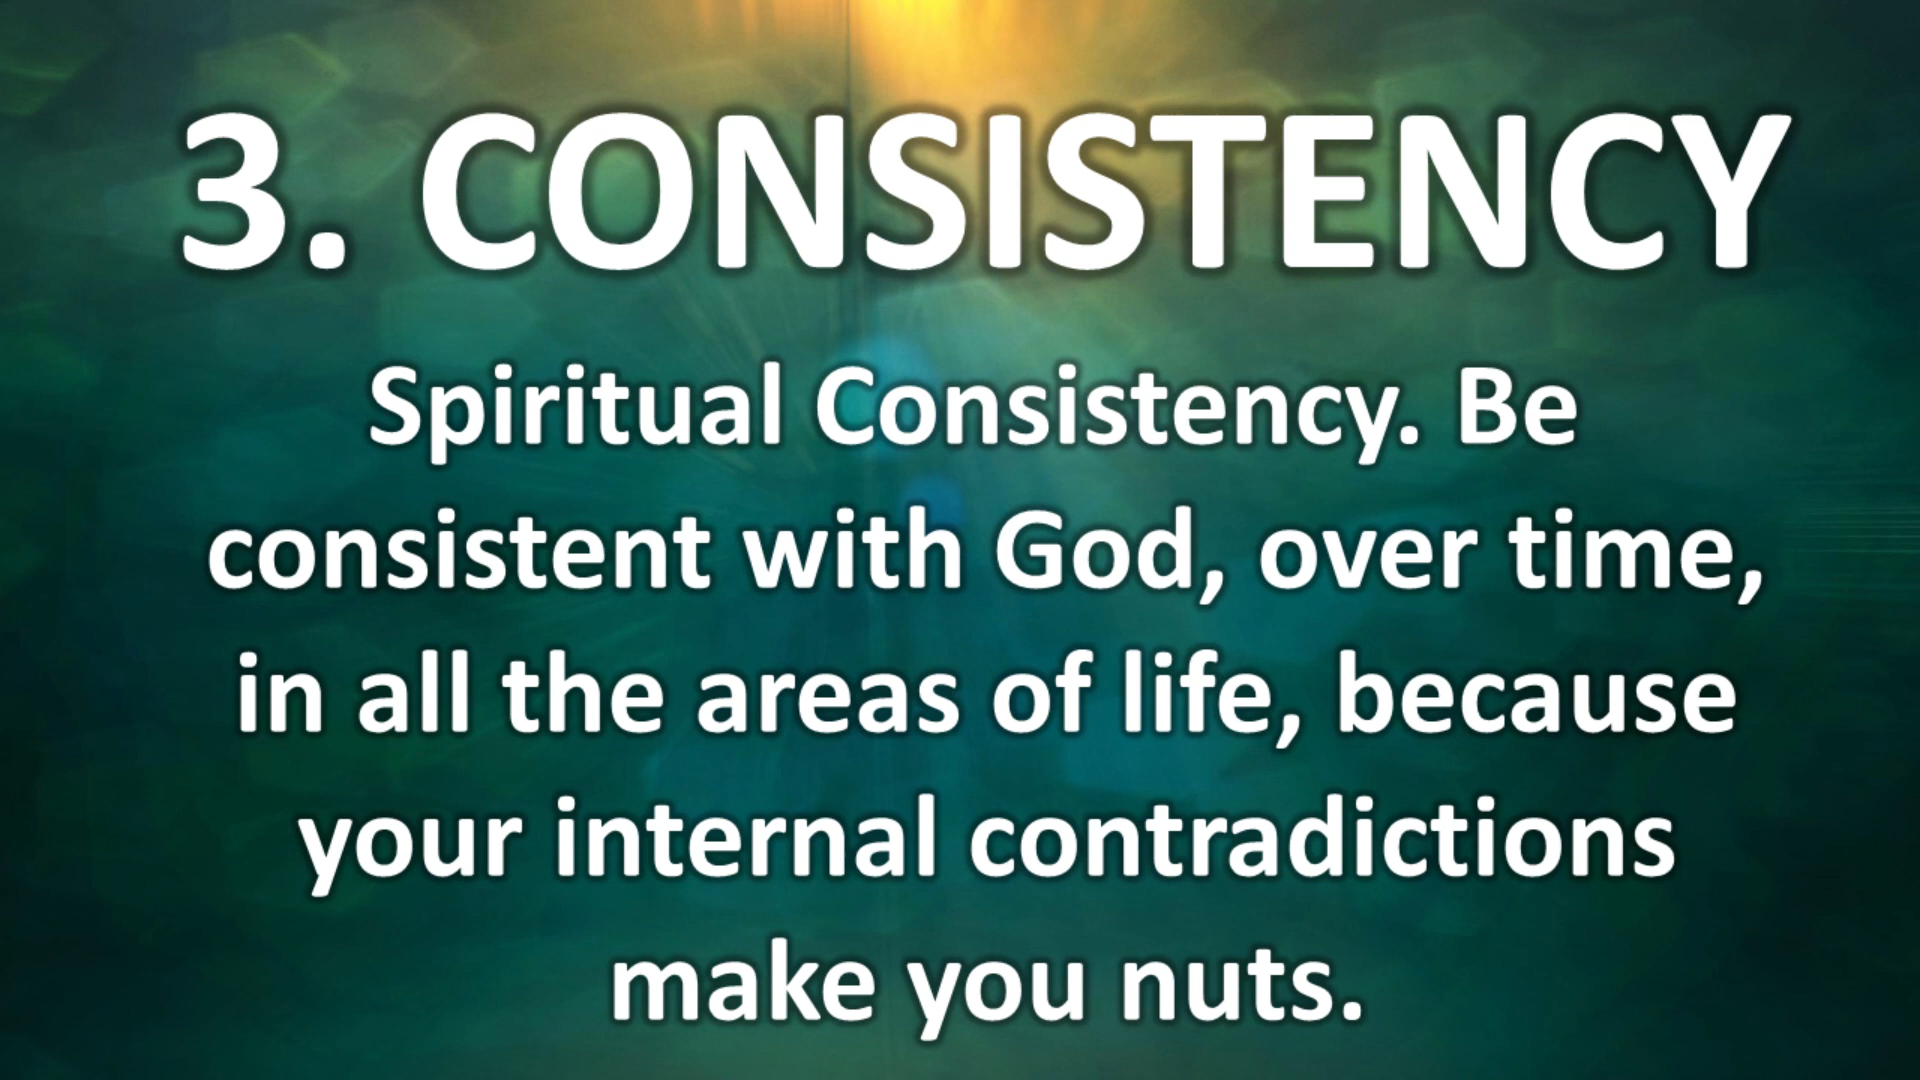 3. CONSISTENCY
Spiritual Consistency. Be
consistent with God, over time,
in all the areas of life, because
your internal contradictions
make you nuts.